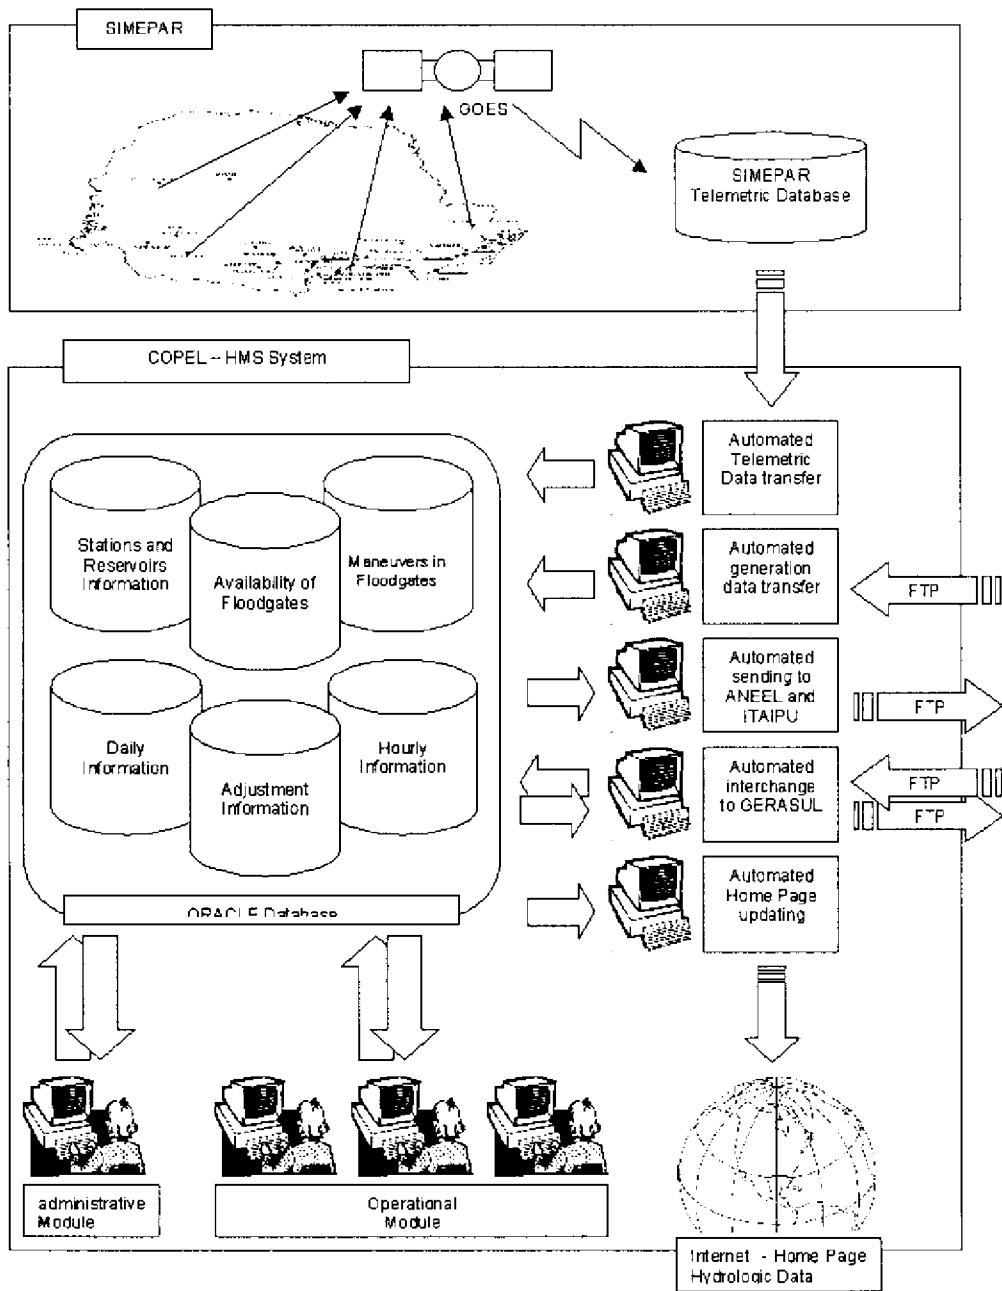 SIMEPAR
GOES
SIMEPAR
Telemetric Database
COPEL – HMS System
Automated
Telemetric
Data transfer
Stations and
Reservoirs
Information
Availability of
Floodgates
Maneuvers in
Floodgates
Automated
generation
data transfer
FTP
Automated
sending to
ANEEL and
ITAIPU
FTP
Daily
Information
Adjustment
Information
Hourly
Information
Automated
interchange
to GERASUL
FTP
FTP
Automated
Home Page
updating
ORACLE Database
administrative
Module
Operational
Module
Internet - Home Page
Hydrologic Data